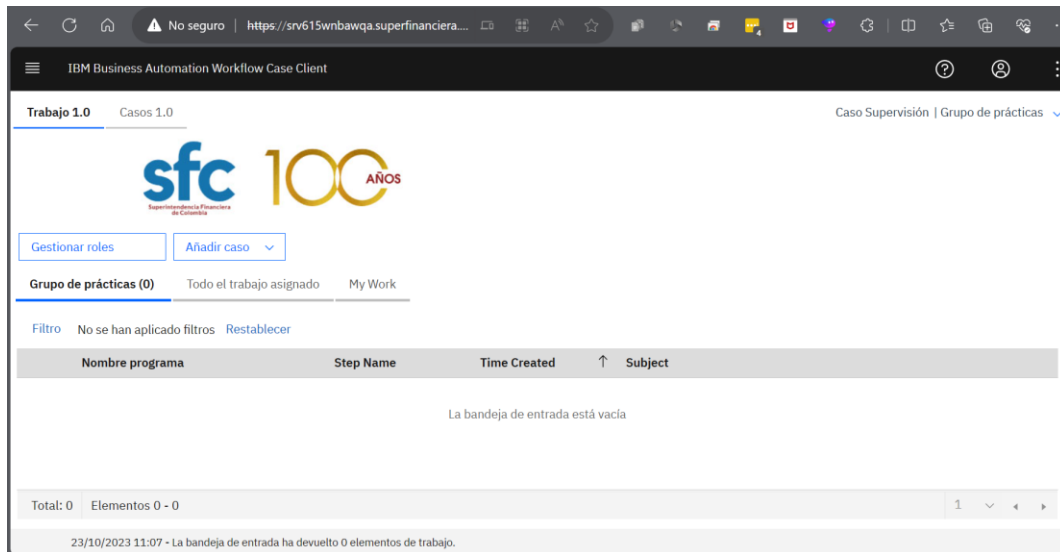 No seguro | https://srv615wnbawqa.superfinanciera....
IBM Business Automation Workflow Case Client
Trabajo 1.0 Casos 1.0 Caso Supervisión | Grupo de prácticas
sfc 100 AÑOS
Superintendencia Financiera
de Colombia
Gestionar roles Añadir caso
Grupo de prácticas (0) Todo el trabajo asignado My Work
Filtro No se han aplicado filtros Restablecer
Nombre programa Step Name Time Created ↑ Subject
La bandeja de entrada está vacía
Total: 0 Elementos 0 - 0 1
23/10/2023 11:07 - La bandeja de entrada ha devuelto 0 elementos de trabajo.